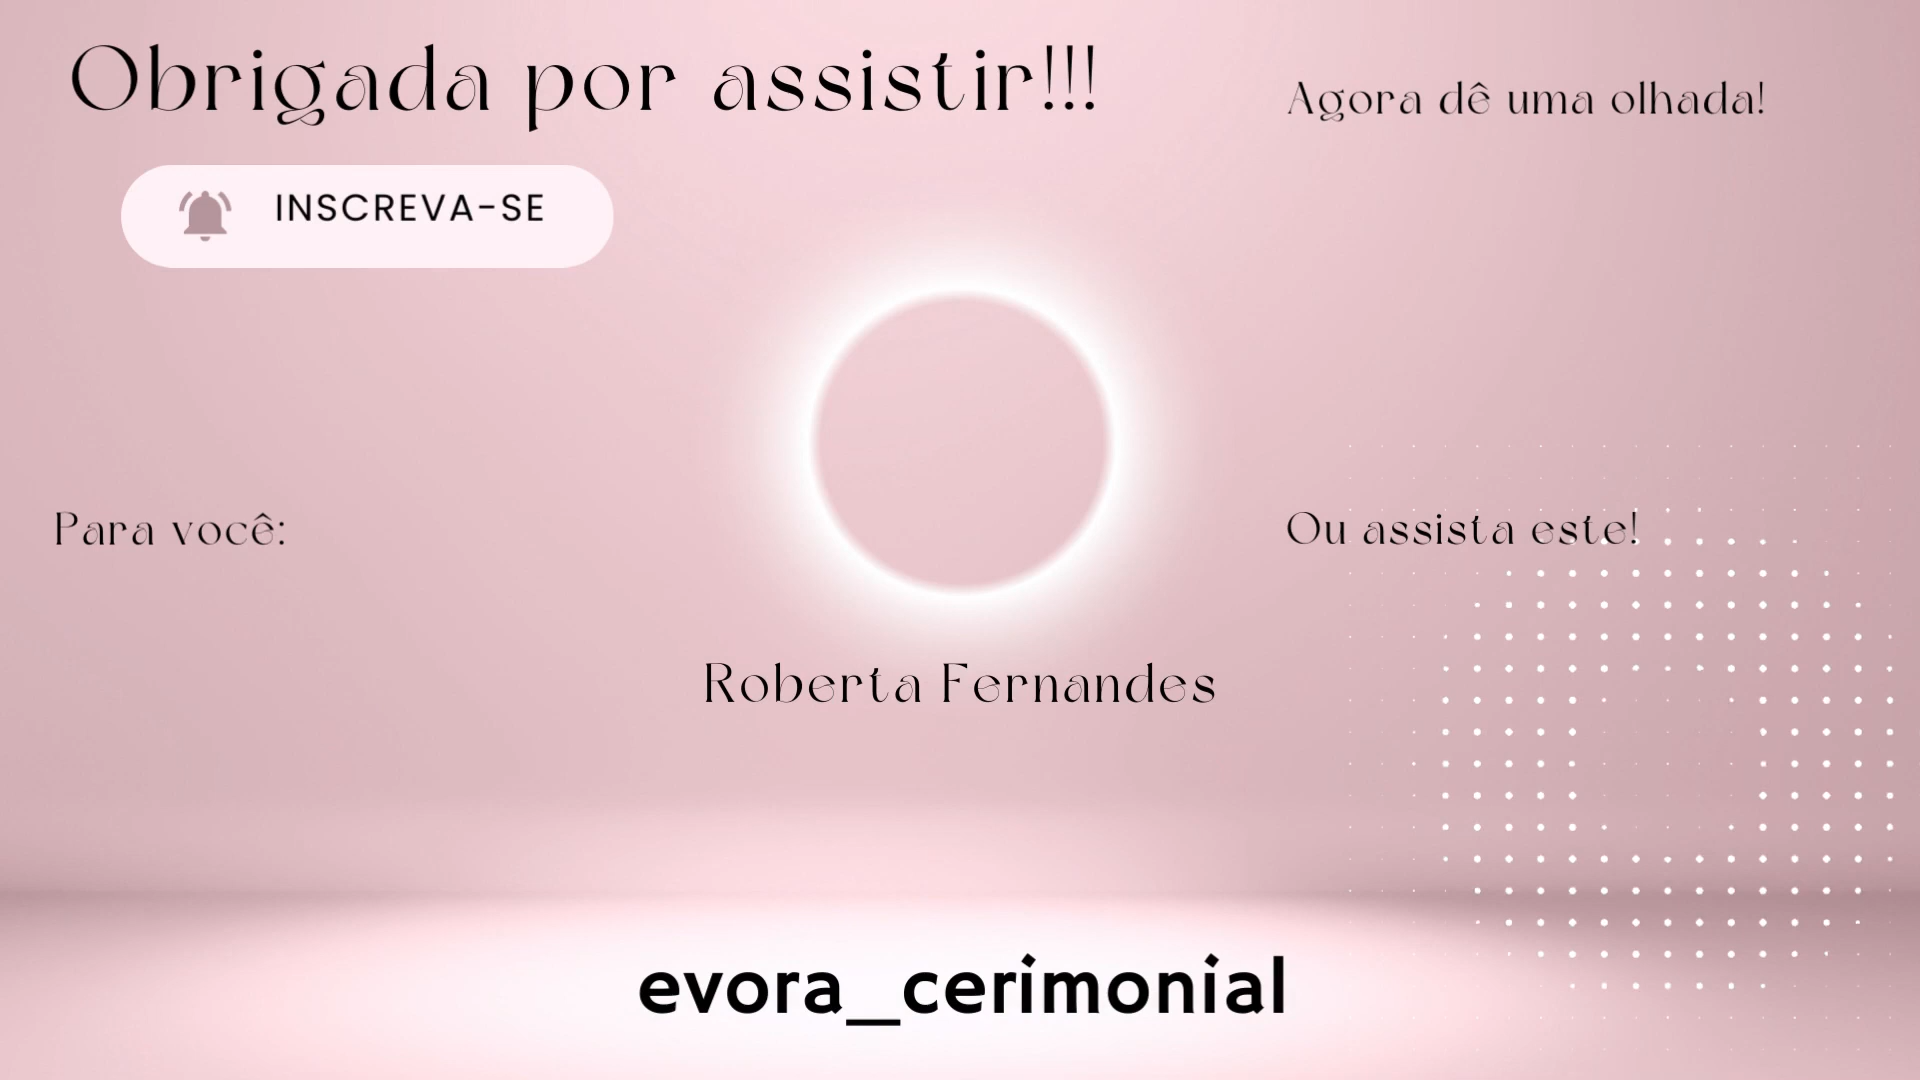 Obrigada por assistir!!!
Agora dê uma olhada!
INSCREVA-SE
Para você:
Ou assista este!
Roberta Fernandes
evora_cerimonial